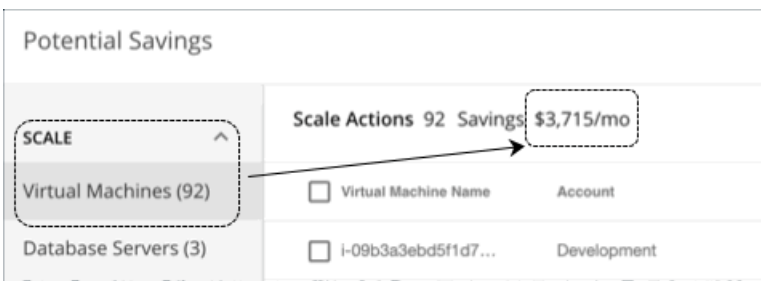 Potential Savings
SCALE
Virtual Machines (92)
Database Servers (3)
Scale Actions 92 Savings $3,715/mo
Virtual Machine Name Account
i-09b3a3ebd5f1d7... Development